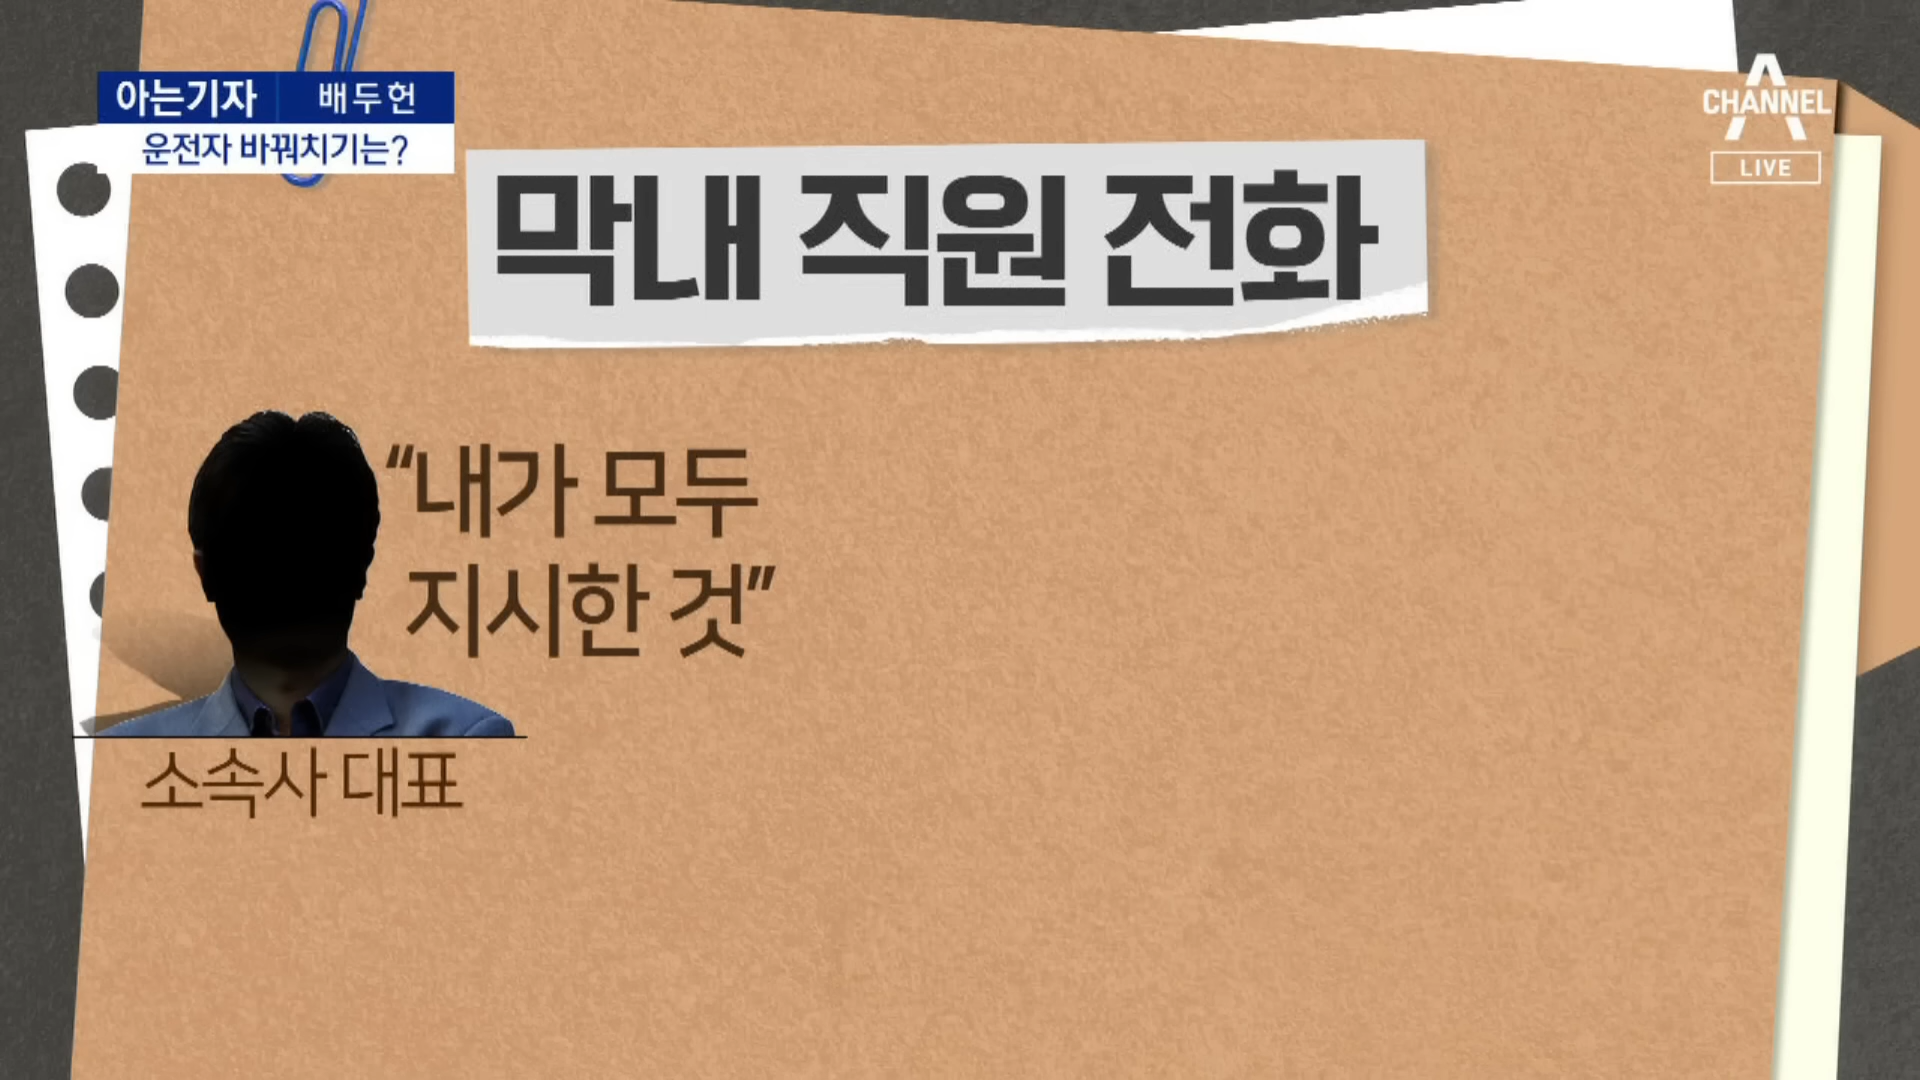 아는기자 배두헌
운전자 바꿔치기는?
CHANNEL A
LIVE
막내 직원 전화
“내가 모두
지시한 것”
소속사 대표